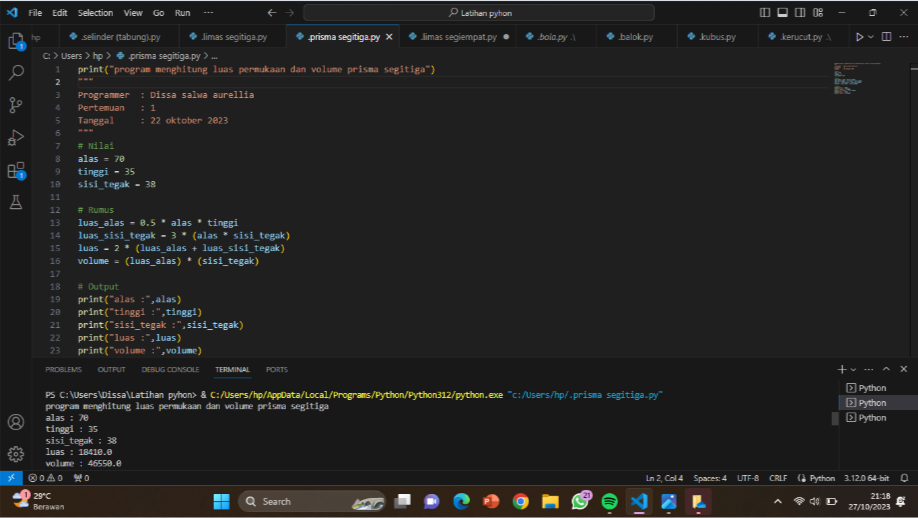 File Edit Selection View Go Run ... Latihan pyhon
hp .selinder (tabung).py .limas segitiga.py .prisma segitiga.py .limas segiempat.py .bola.py .\ .balok.py .kubus.py .kerucut.py .\
C: > Users > hp > .prisma segitiga.py > ...
1 print("program menghitung luas permukaan dan volume prisma segitiga")
2 """
3 Programmer : Dissa salwa aurellia
4 Pertemuan : 1
5 Tanggal : 22 oktober 2023
6 """
7 # Nilai
8 alas = 70
9 tinggi = 35
10 sisi_tegak = 38
11
12 # Rumus
13 luas_alas = 0.5 * alas * tinggi
14 luas_sisi_tegak = 3 * (alas * sisi_tegak)
15 luas = 2 * (luas_alas + luas_sisi_tegak)
16 volume = (luas_alas) * (sisi_tegak)
17
18 # Output
19 print("alas :",alas)
20 print("tinggi :",tinggi)
21 print("sisi_tegak :",sisi_tegak)
22 print("luas :",luas)
23 print("volume :",volume)
PROBLEMS OUTPUT DEBUG CONSOLE TERMINAL PORTS
PS C:\Users\Dissa\Latihan pyhon> & C:/Users/hp/AppData/Local/Programs/Python/Python312/python.exe "c:/Users/hp/.prisma segitiga.py"
program menghitung luas permukaan dan volume prisma segitiga
alas : 70
tinggi : 35
sisi_tegak : 38
luas : 18410.0
volume : 46550.0
Python
Python
Python
0 0 0 Ln 2, Col 4 Spaces: 4 UTF-8 CRLF Python 3.12.0 64-bit
1 29°C
Berawan
Search
21
21:18
27/10/2023